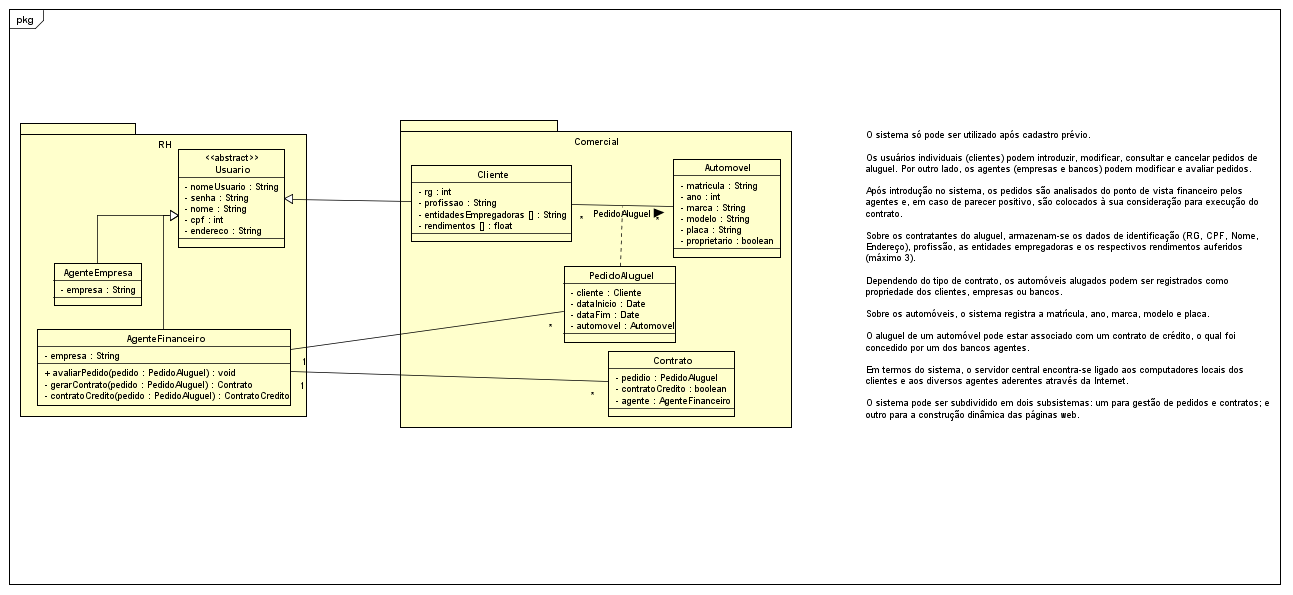 pkg
RH
<<abstract>>
Usuario
- nomeUsuario : String
- senha : String
- nome : String
- cpf : int
- endereco : String
AgenteEmpresa
- empresa : String
AgenteFinanceiro
- empresa : String
+ avaliarPedido(pedido : PedidoAluguel) : void
- gerarContrato(pedido : PedidoAluguel) : Contrato
- contratoCredito(pedido : PedidoAluguel) : ContratoCredito
1
1
Comercial
Cliente
- rg : int
- profissao : String
- entidadesEmpregadoras [] : String
- rendimentos [] : float
*
PedidoAluguel
*
Automovel
- matricula : String
- ano : int
- marca : String
- modelo : String
- placa : String
- proprietario : boolean
PedidoAluguel
- cliente : Cliente
- dataInicio : Date
- dataFim : Date
- automovel : Automovel
*
Contrato
- pedidio : PedidoAluguel
- contratoCredito : boolean
- agente : AgenteFinanceiro
*
O sistema só pode ser utilizado após cadastro prévio.
Os usuários individuais (clientes) podem introduzir, modificar, consultar e cancelar pedidos de
aluguel. Por outro lado, os agentes (empresas e bancos) podem modificar e avaliar pedidos.
Após introdução no sistema, os pedidos são analisados do ponto de vista financeiro pelos
agentes e, em caso de parecer positivo, são colocados à sua consideração para execução do
contrato.
Sobre os contratantes do aluguel, armazenam-se os dados de identificação (RG, CPF, Nome,
Endereço), profissão, as entidades empregadoras e os respectivos rendimentos auferidos
(máximo 3).
Dependendo do tipo de contrato, os automóveis alugados podem ser registrados como
propriedade dos clientes, empresas ou bancos.
Sobre os automóveis, o sistema registra a matrícula, ano, marca, modelo e placa.
O aluguel de um automóvel pode estar associado com um contrato de crédito, o qual foi
concedido por um dos bancos agentes.
Em termos do sistema, o servidor central encontra-se ligado aos computadores locais dos
clientes e aos diversos agentes aderentes através da Internet.
O sistema pode ser subdividido em dois subsistemas: um para gestão de pedidos e contratos; e
outro para a construção dinâmica das páginas web.